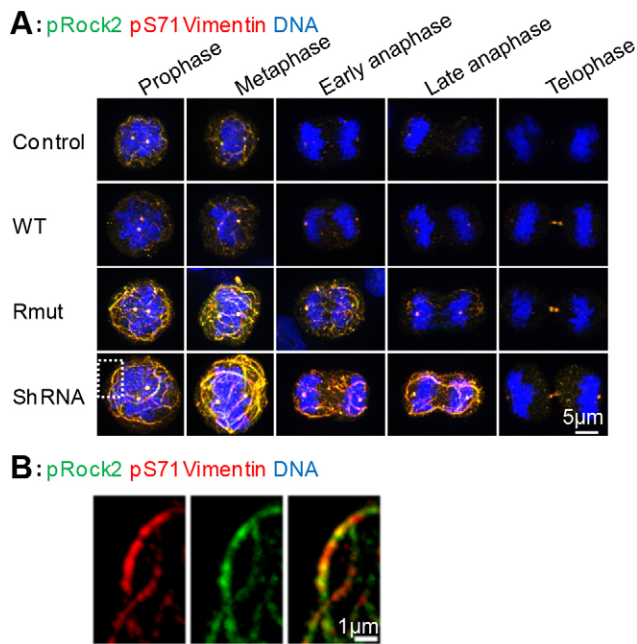 A: pRock2 pS71Vimentin DNA
Prophase Metaphase Early anaphase Late anaphase Telophase
Control
WT
Rmut
ShRNA
5µm
B: pRock2 pS71Vimentin DNA
1µm